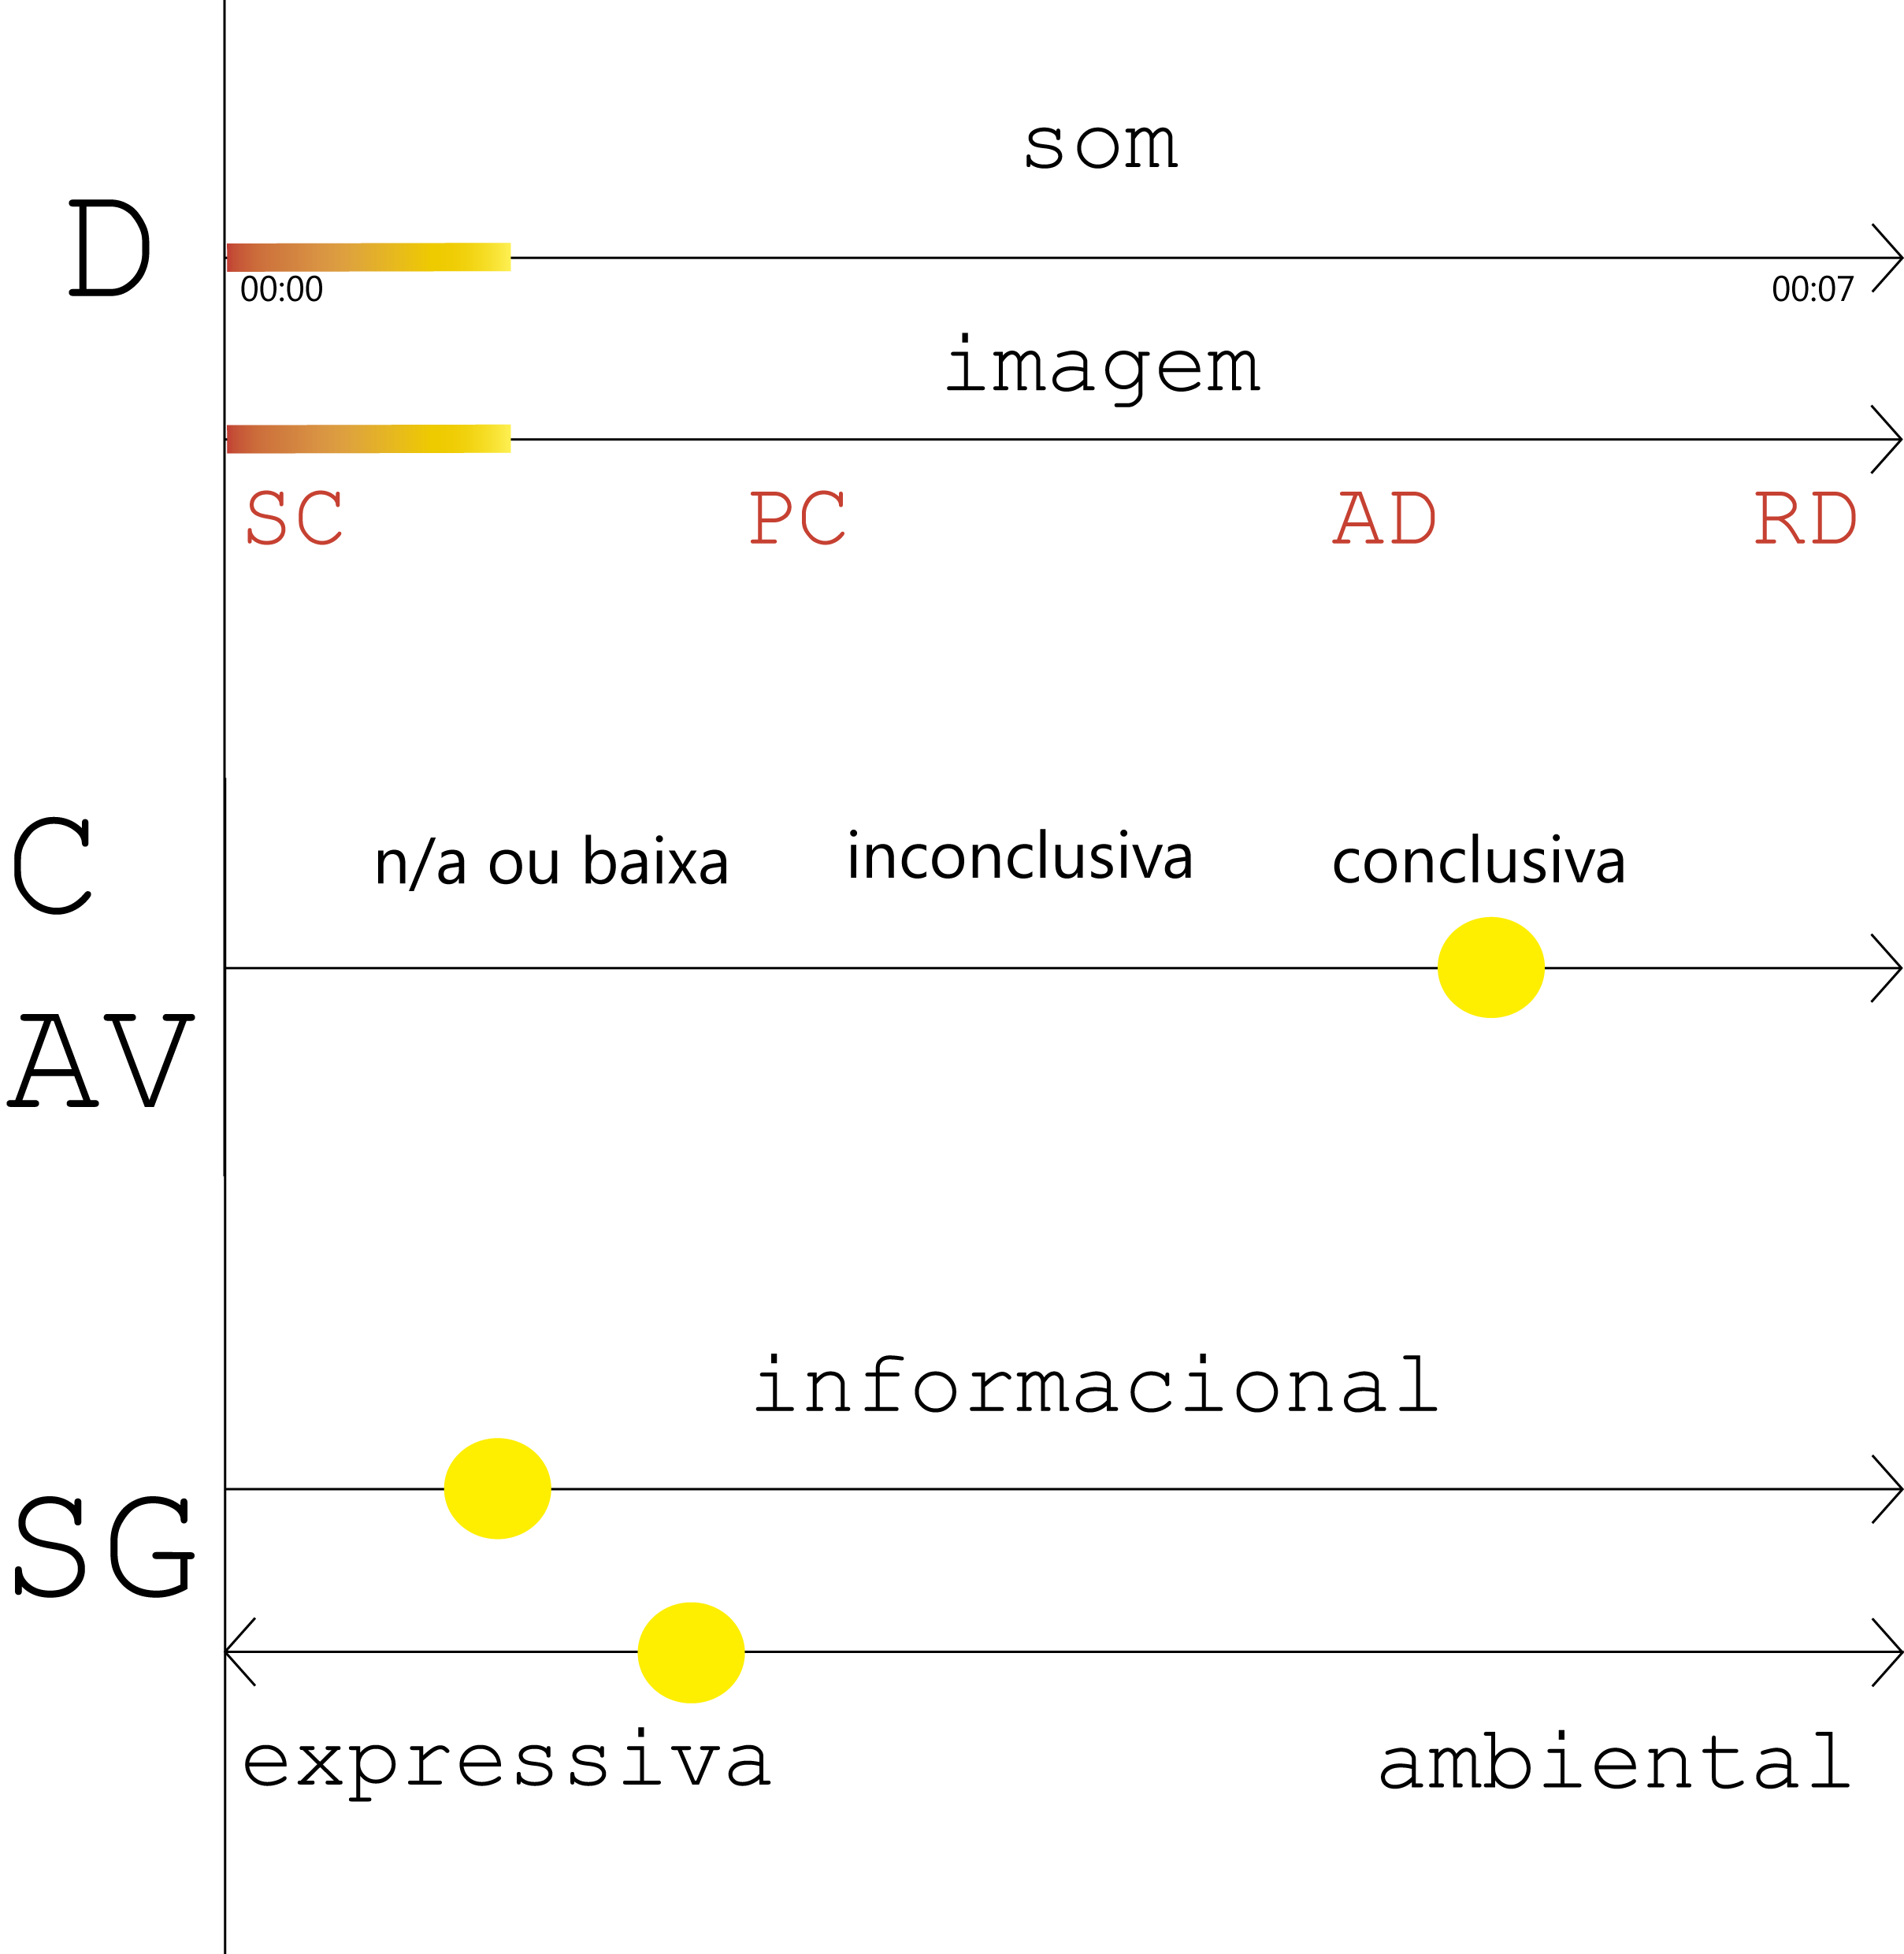 som
D
00:00 00:07
imagem
SC PC AD RD
C
n/a ou baixa inconclusiva conclusiva
AV
informacional
SG
expressiva ambiental